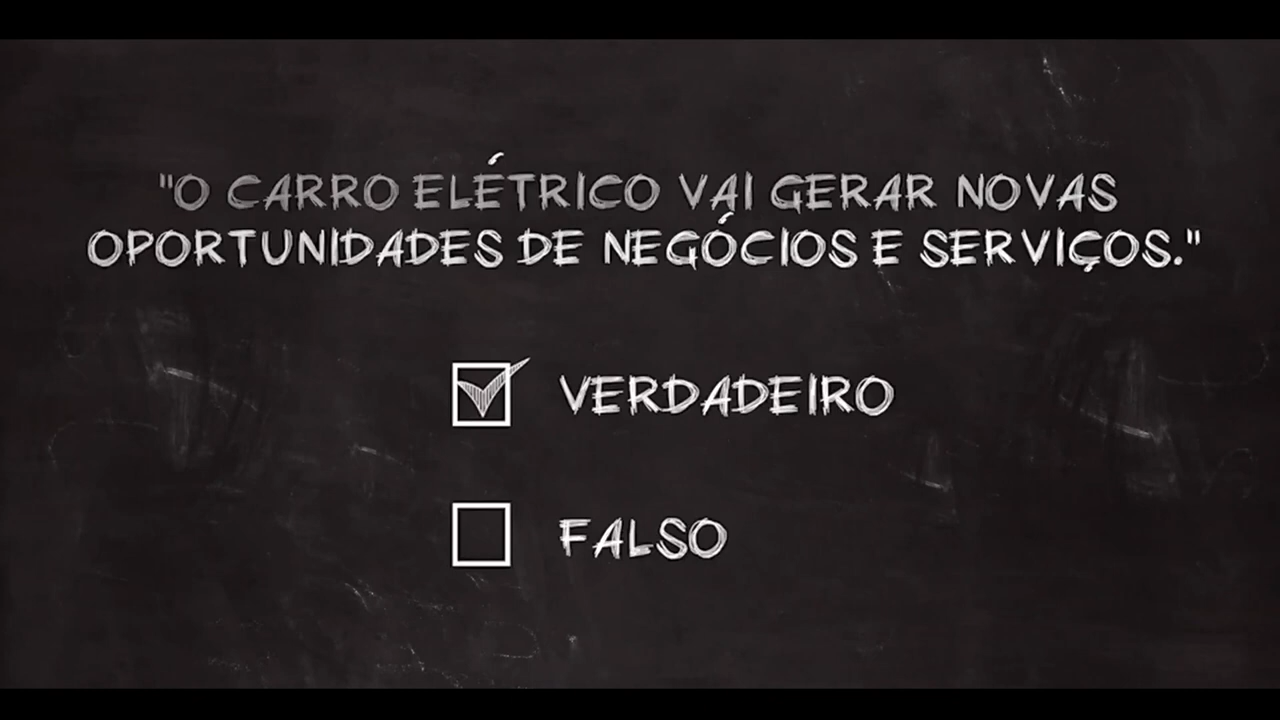 "O CARRO ELÉTRICO VAI GERAR NOVAS
OPORTUNIDADES DE NEGÓCIOS E SERVIÇOS."
VERDADEIRO
FALSO